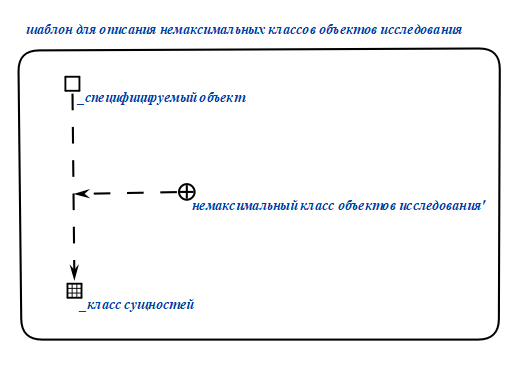 шаблон для описания немаксимальных классов объектов исследования
_специфицируемый объект
немаксимальный класс объектов исследования'
_класс сущностей